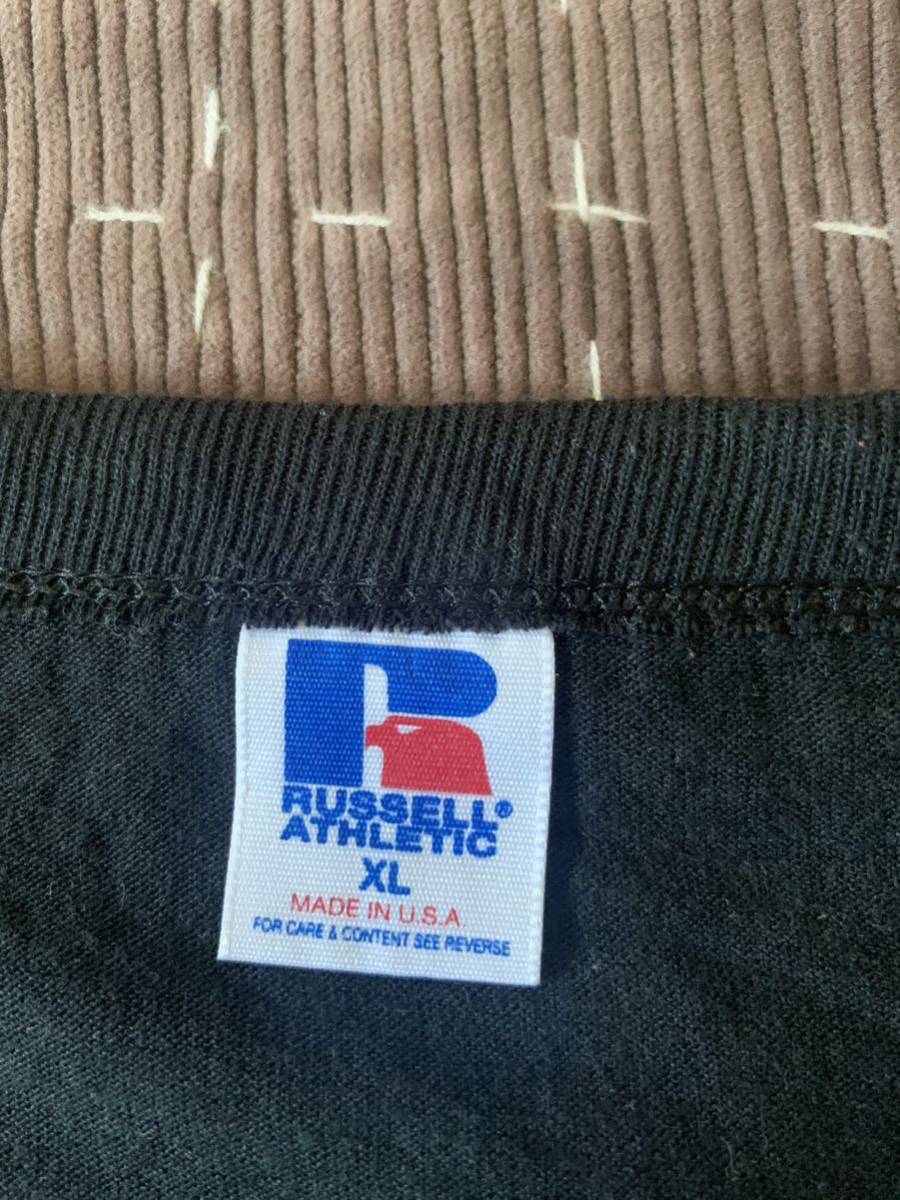 R
RUSSELL®
ATHLETIC
XL
MADE IN U.S.A.
FOR CARE & CONTENT SEE REVERSE